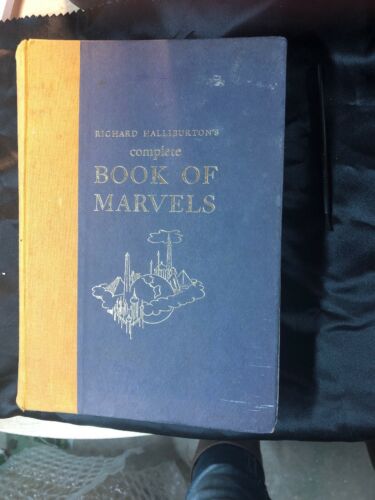 RICHARD HALLIBURTON'S
complete
BOOK OF
MARVELS